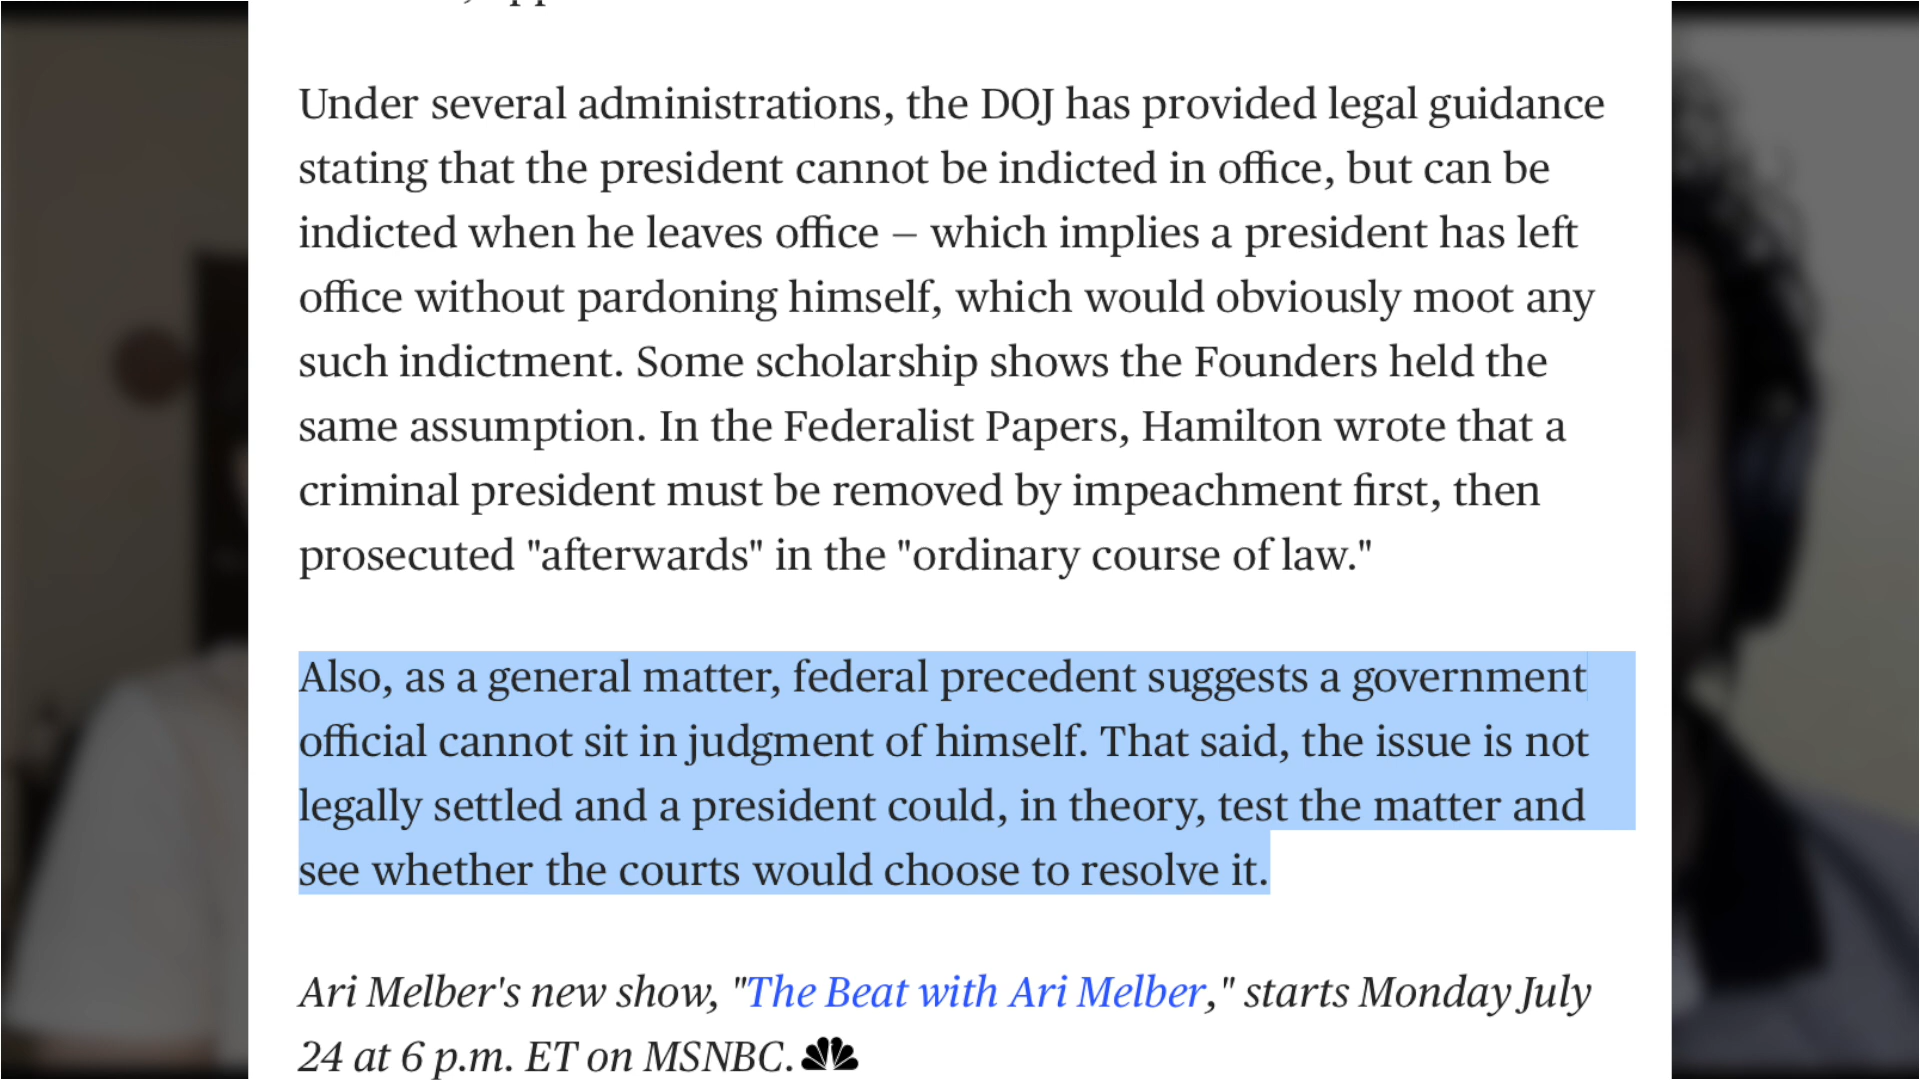 Under several administrations, the DOJ has provided legal guidance
stating that the president cannot be indicted in office, but can be
indicted when he leaves office – which implies a president has left
office without pardoning himself, which would obviously moot any
such indictment. Some scholarship shows the Founders held the
same assumption. In the Federalist Papers, Hamilton wrote that a
criminal president must be removed by impeachment first, then
prosecuted "afterwards" in the "ordinary course of law."
Also, as a general matter, federal precedent suggests a government
official cannot sit in judgment of himself. That said, the issue is not
legally settled and a president could, in theory, test the matter and
see whether the courts would choose to resolve it.
Ari Melber's new show, "The Beat with Ari Melber," starts Monday July
24 at 6 p.m. ET on MSNBC.